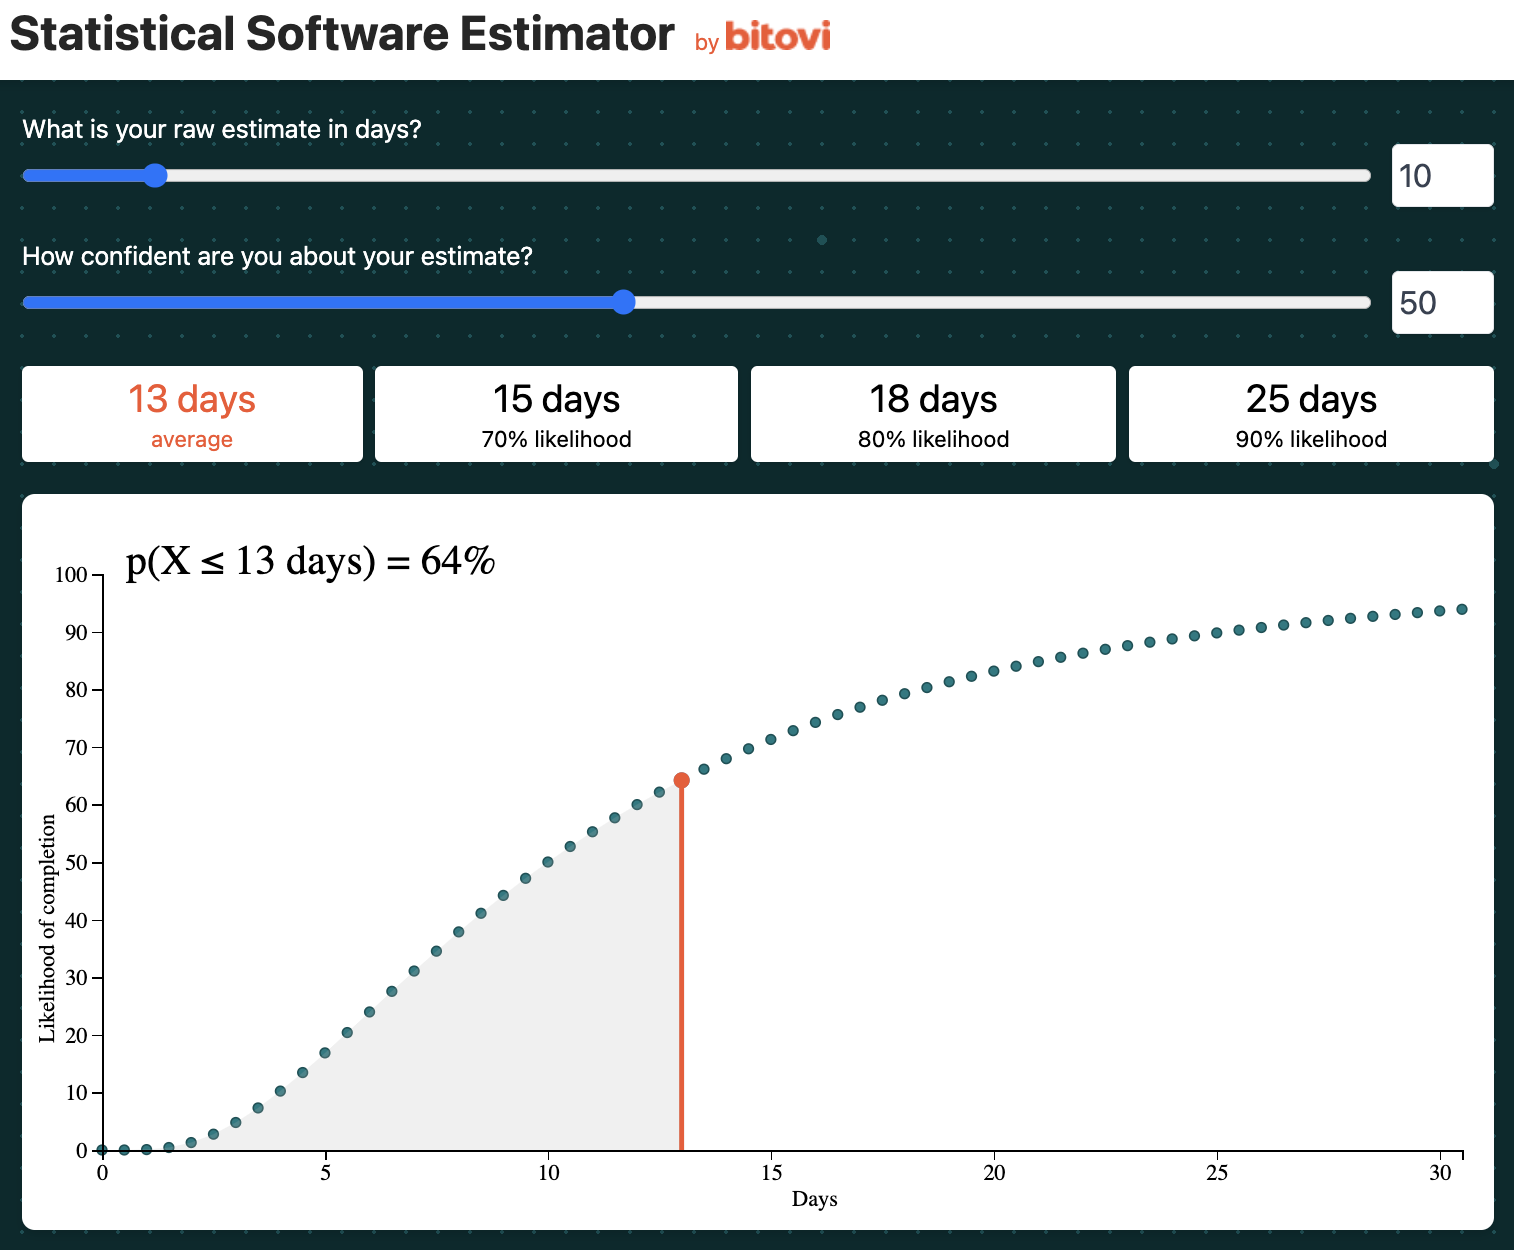 Statistical Software Estimator by bitovi
What is your raw estimate in days?
10
How confident are you about your estimate?
50
13 days
average
15 days
70% likelihood
18 days
80% likelihood
25 days
90% likelihood
p(X ≤ 13 days) = 64%
100
90
80
70
60
50
40
30
20
10
0
Likelihood of completion
0 5 10 15 20 25 30
Days